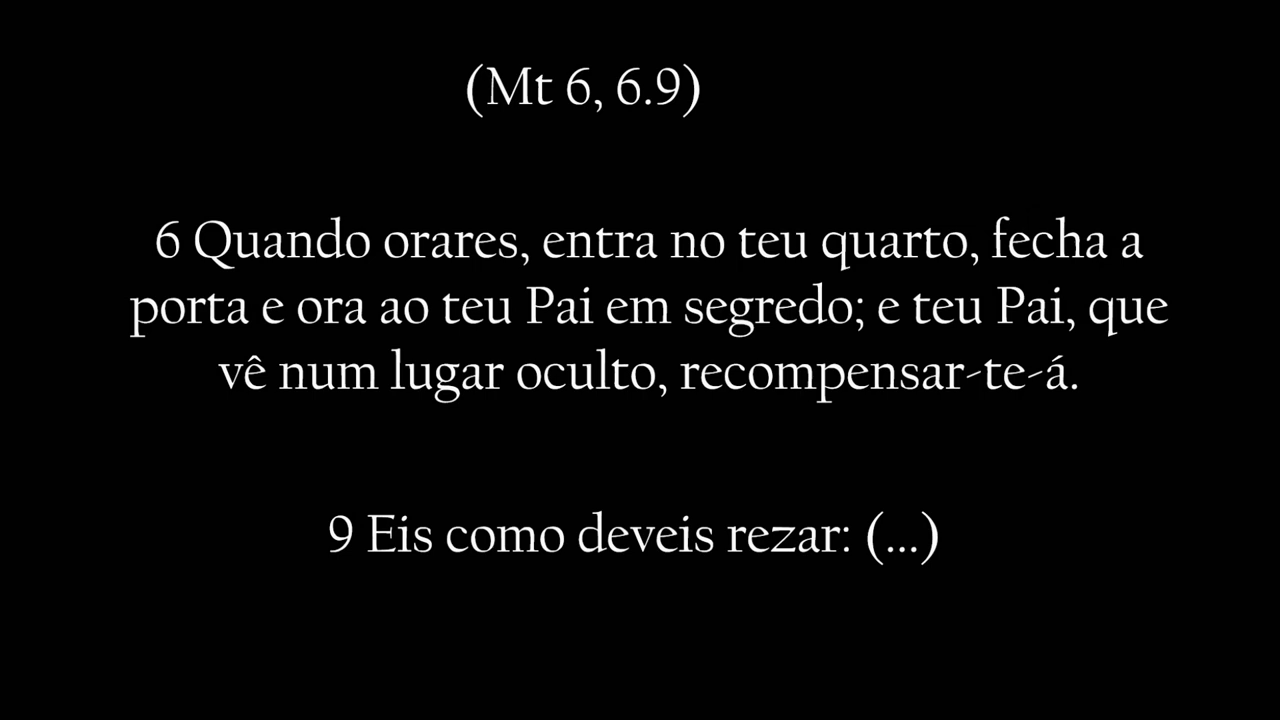 (Mt 6, 6.9)
6 Quando orares, entra no teu quarto, fecha a
porta e ora ao teu Pai em segredo; e teu Pai, que
vê num lugar oculto, recompensar-te-á.
9 Eis como deveis rezar: (...)